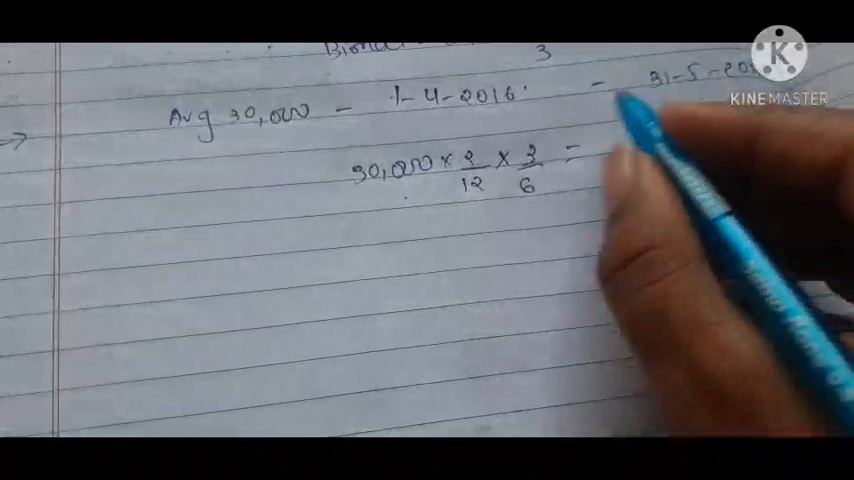 3
Avg 30,000 - 1-4-2016 - 31-5-20
30,000 × 2/12 × 3/6 =
K
KINEMASTER